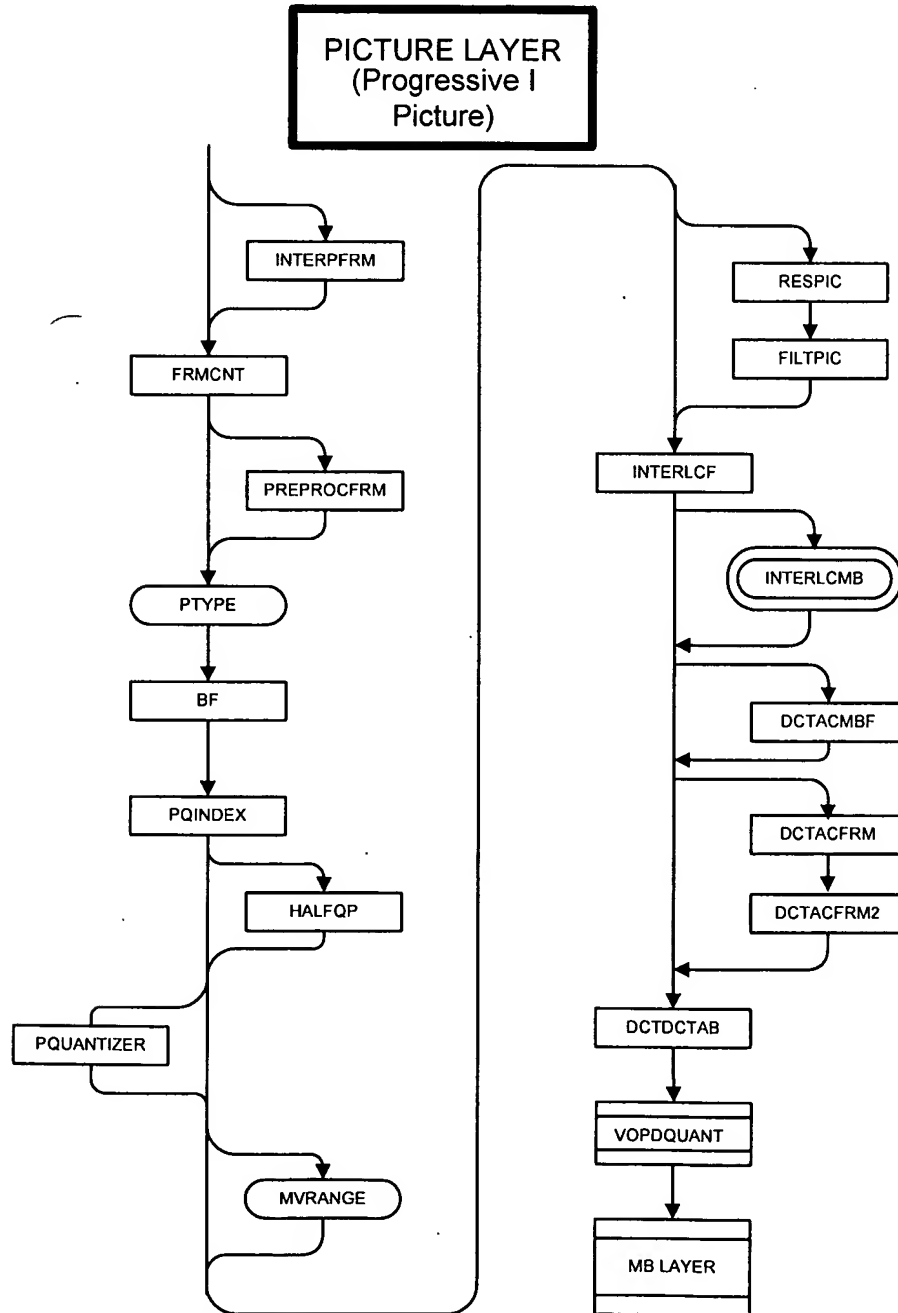 PICTURE LAYER
(Progressive I
Picture)
INTERPFRM
FRMCNT
PREPROCFRM
PTYPE
BF
PQINDEX
HALFQP
PQUANTIZER
MVRANGE
RESPIC
FILTPIC
INTERLCF
INTERLCMB
DCTACMBF
DCTACFRM
DCTACFRM2
DCTDCTAB
VOPDQUANT
MB LAYER